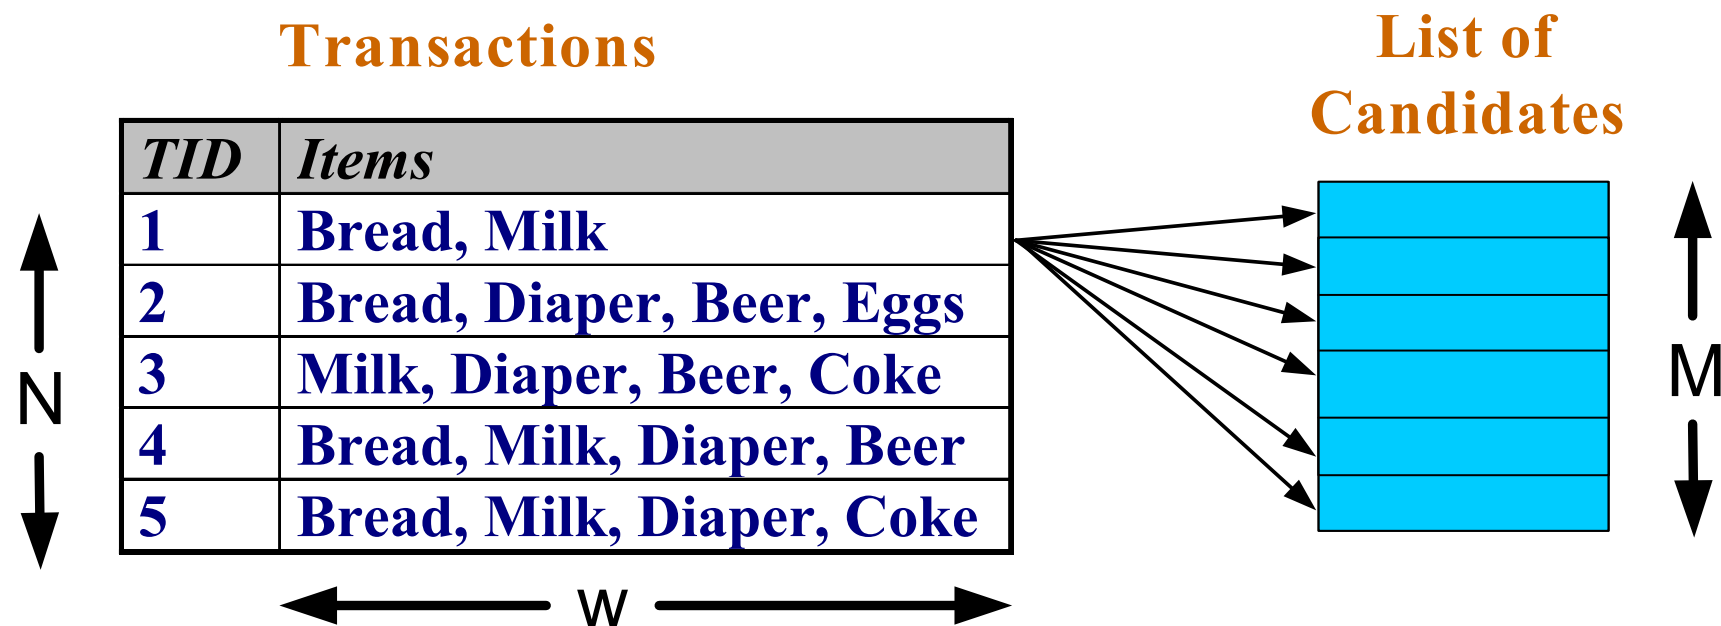 Transactions
List of
Candidates
TID Items
1 Bread, Milk
2 Bread, Diaper, Beer, Eggs
3 Milk, Diaper, Beer, Coke
4 Bread, Milk, Diaper, Beer
5 Bread, Milk, Diaper, Coke
N
M
w